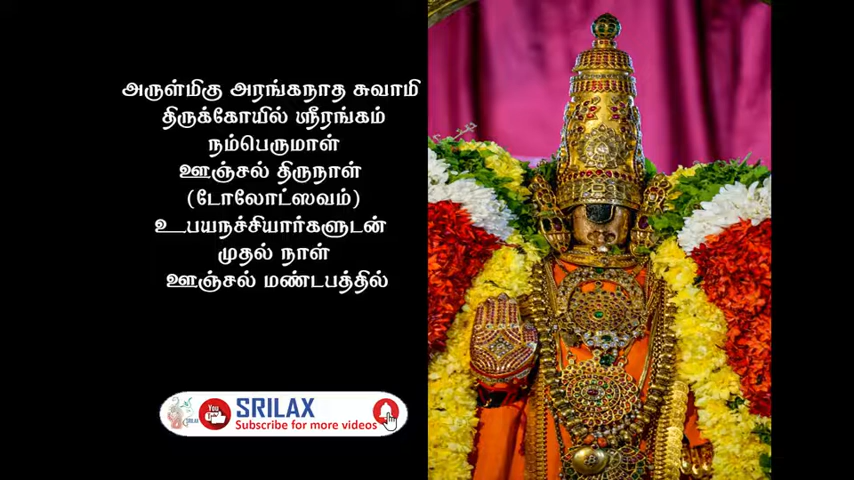 அருள்மிகு அரங்கநாத சுவாமி
திருக்கோயில் ஸ்ரீரங்கம்
நம்பெருமாள்
ஊஞ்சல் திருநாள்
(டோலோட்ஸவம்)
உபயநச்சியார்களுடன்
முதல் நாள்
ஊஞ்சல் மண்டபத்தில்
You
SRILAX
Subscribe for more videos